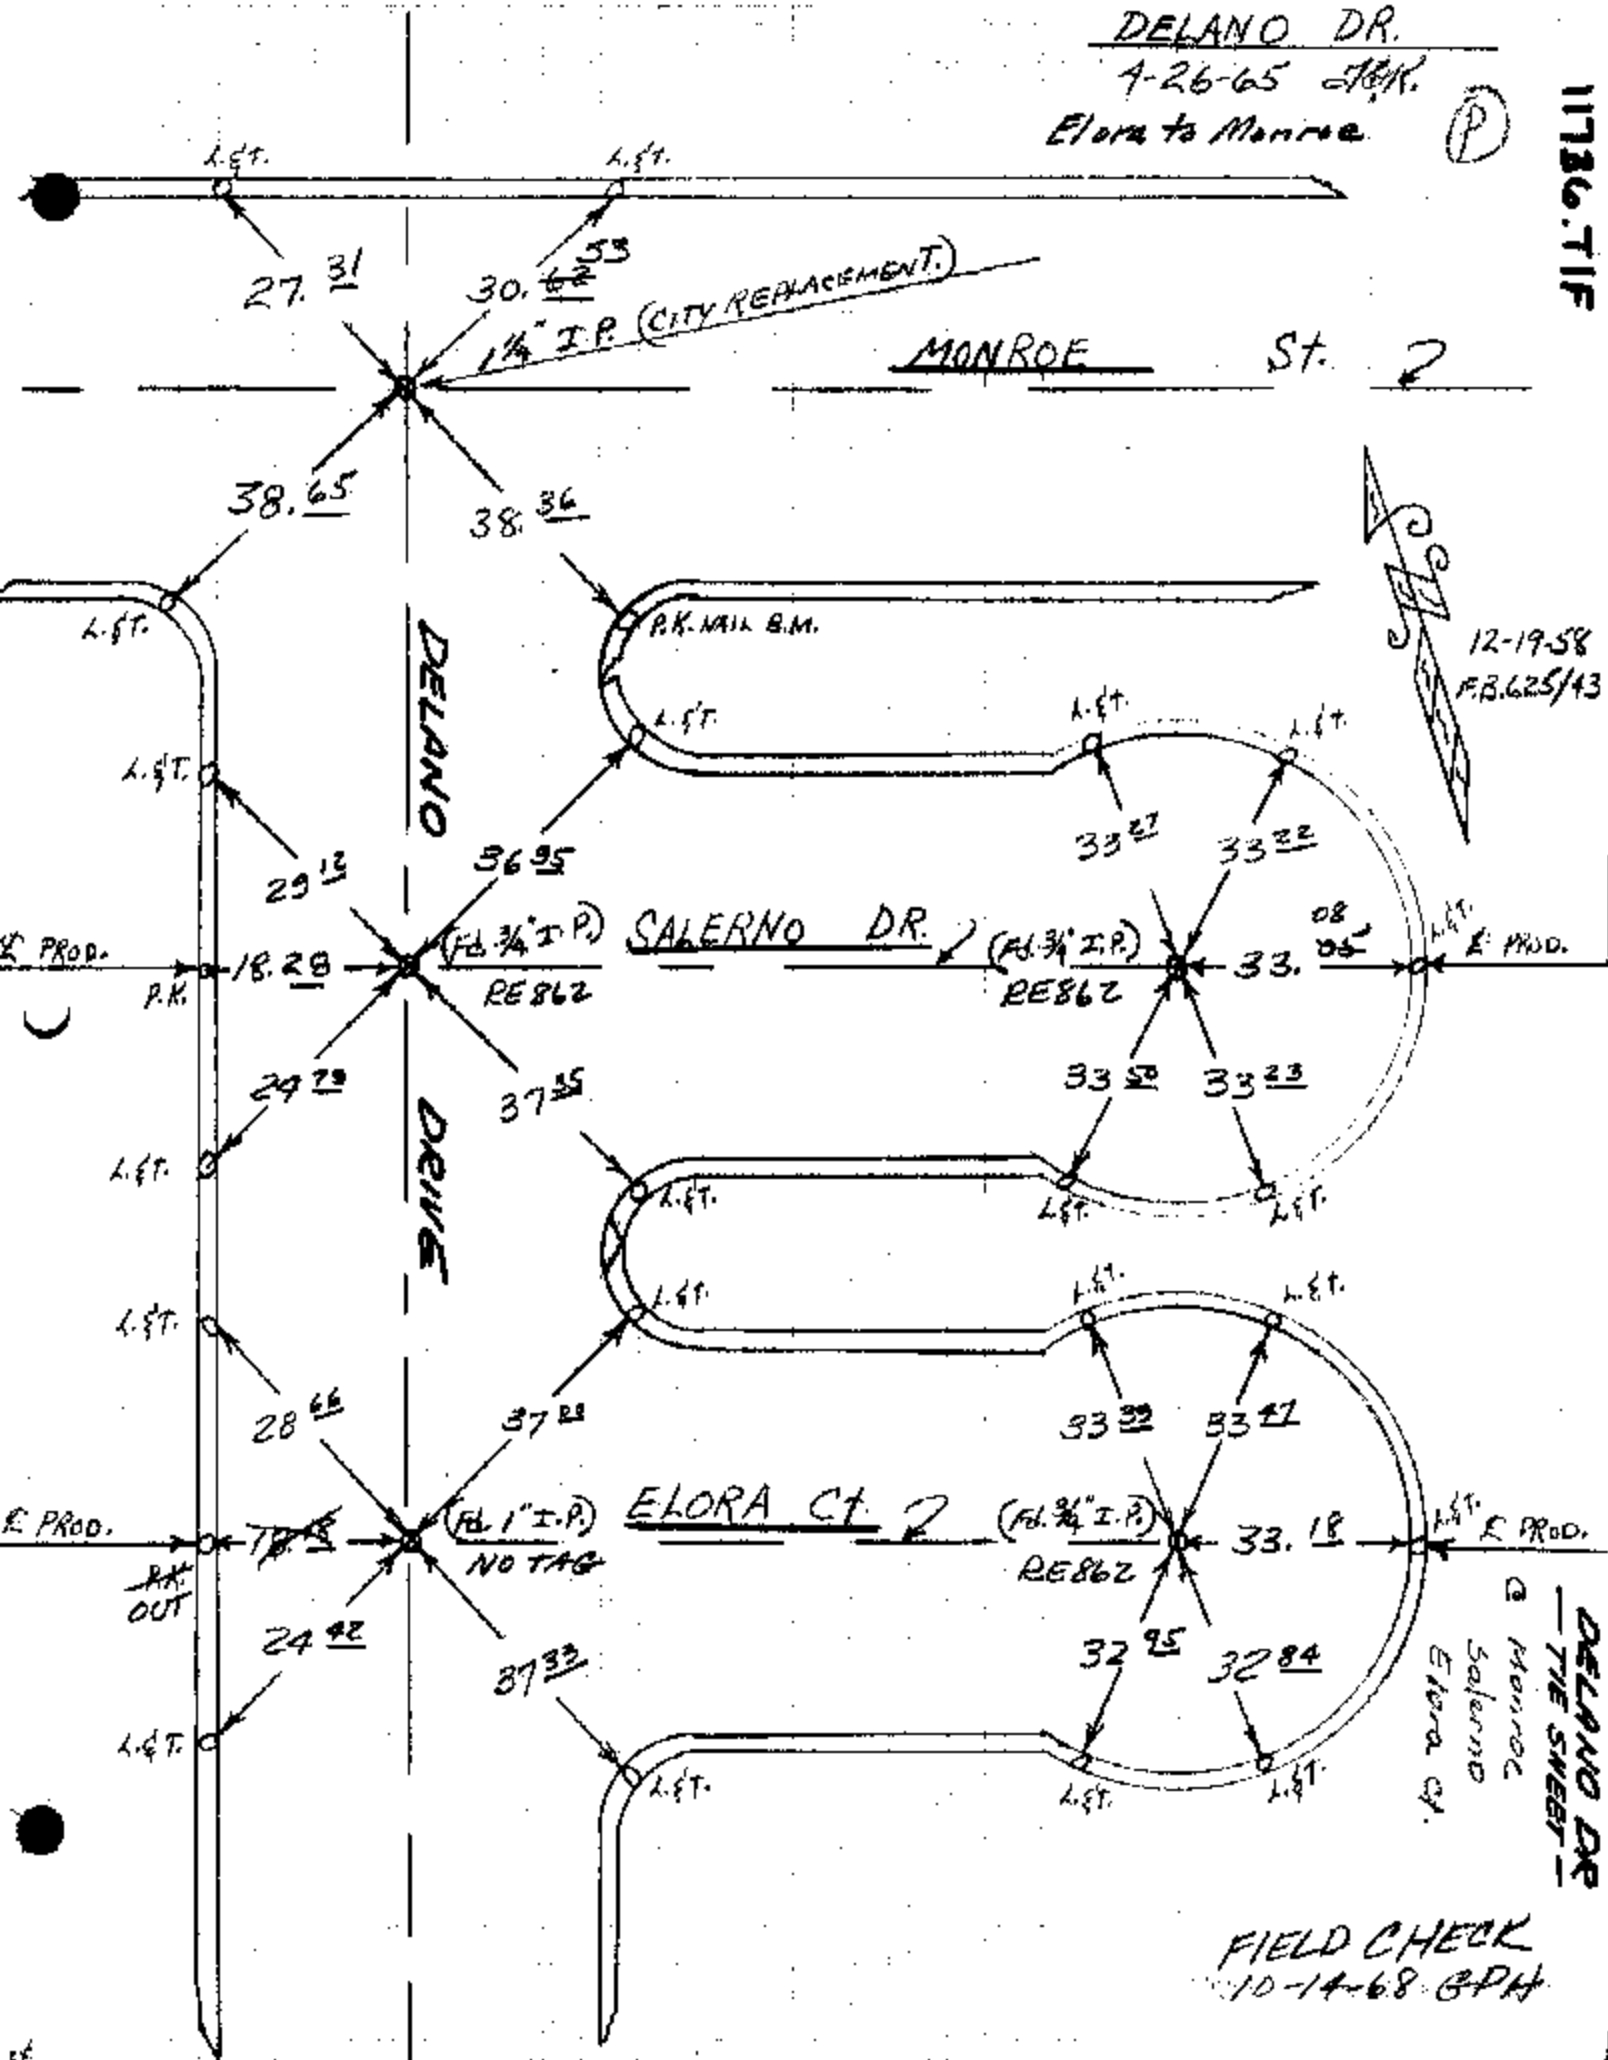 DELANO DR.
4-26-65
Elora to Monroe
P
11786.TIF
L.&T.
L.&T.
27.31
30.62 53
1¼" I.P. (CITY REPLACEMENT.)
MONROE St.
38.65
38.36
L.&T.
P.K. NAIL B.M.
12-19-58
F.B.625/43
DELANO
L.&T.
L.&T.
L.&T.
L.&T.
33 27
33 22
29 12
36 95
℄ PROD.
18.28
P.K.
(Fd. ¾" I.P.)
RE862
SALERNO DR.
(Fd. ¾" I.P.)
RE862
33. 05 08
L.&T.
℄ PROD.
24 79
37 35
33 50
33 23
DRIVE
L.&T.
L.&T.
L.&T.
L.&T.
L.&T.
L.&T.
L.&T.
L.&T.
28 66
37
33 39
33 47
℄ PROD.
P.K.
OUT
(Fd. 1" I.P.)
NO TAG
ELORA Ct.
(Fd. ¾" I.P.)
RE862
33.18
L.&T.
℄ PROD.
24 42
37 33
32 95
32 84
L.&T.
L.&T.
L.&T.
L.&T.
DELANO DR
— TIE SHEET —
@ Monroe
Salerno
Elora Ct.
FIELD CHECK
10-14-68 GPH